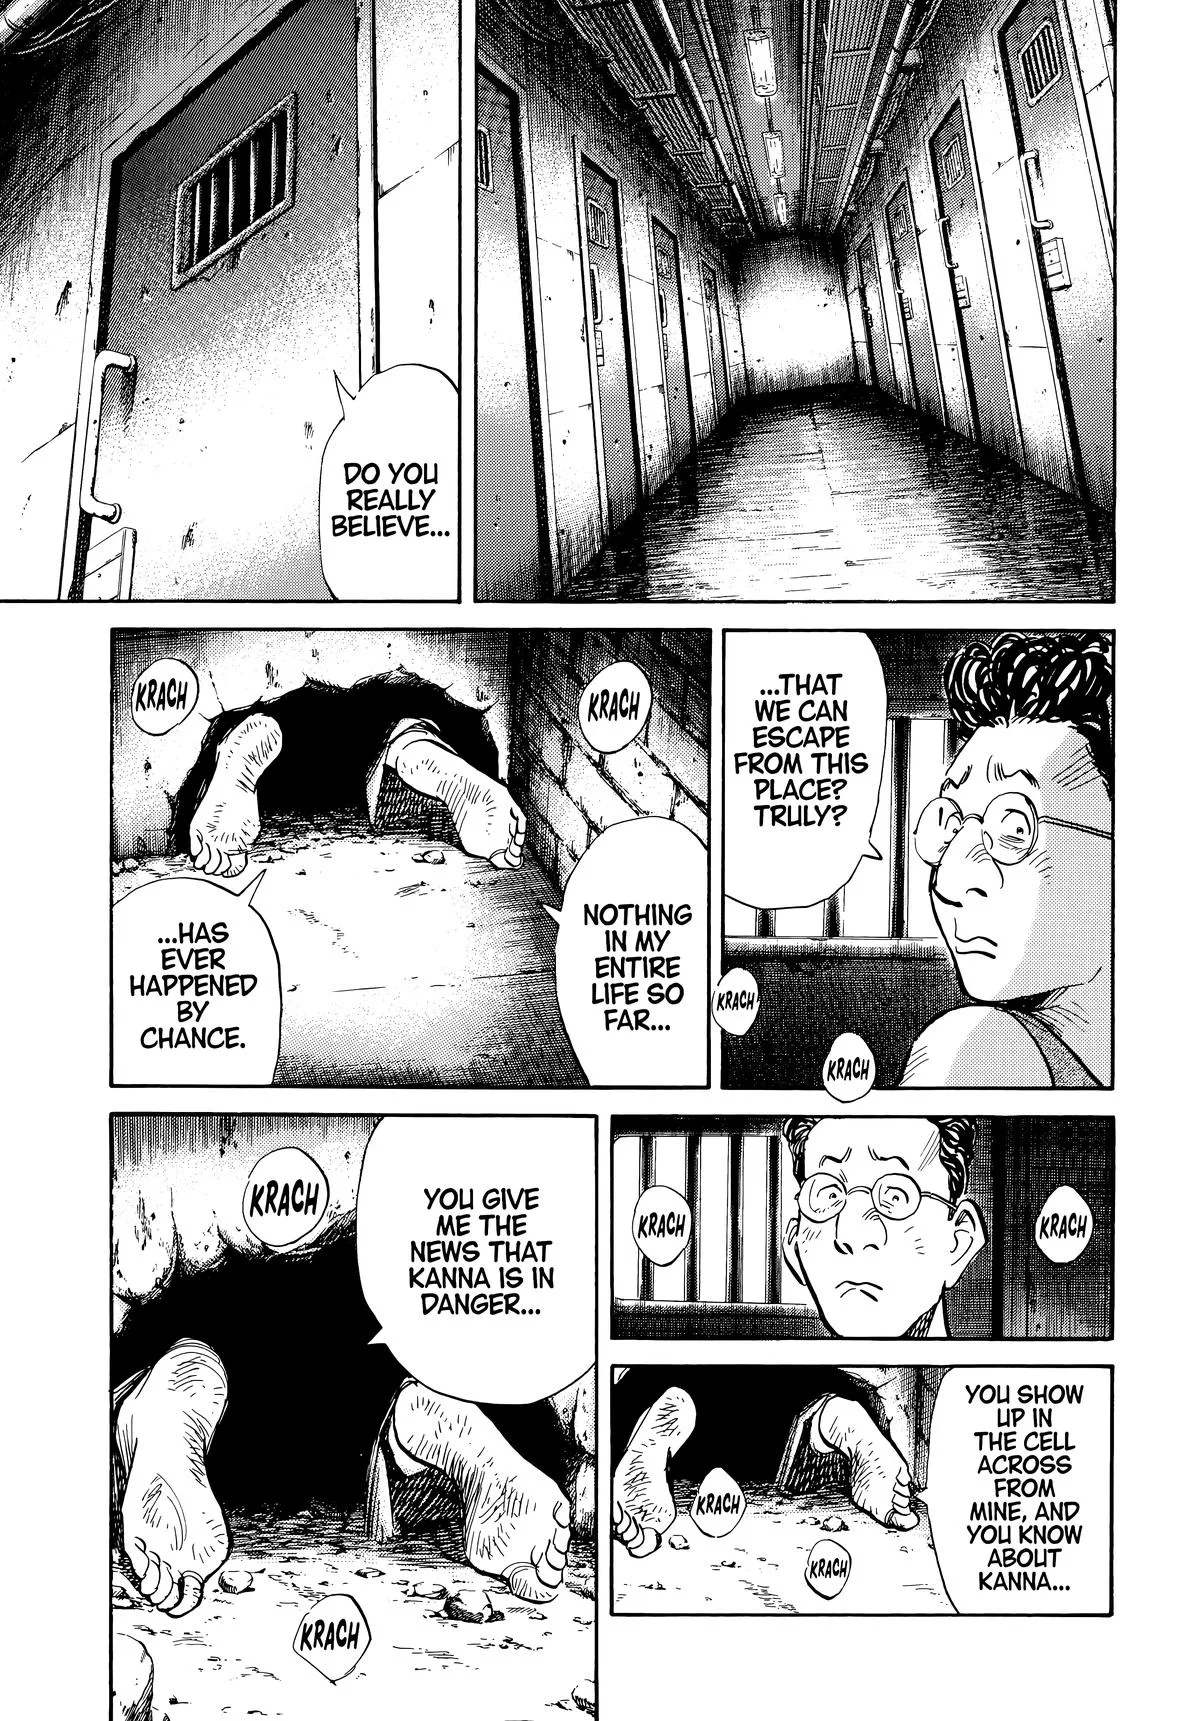 DO YOU
REALLY
BELIEVE...
...THAT
WE CAN
ESCAPE
FROM THIS
PLACE?
TRULY?
KRACH
KRACH
KRACH
NOTHING
IN MY
ENTIRE
LIFE SO
FAR...
KRACH
...HAS
EVER
HAPPENED
BY
CHANCE.
KRACH
KRACH
YOU SHOW
UP IN
THE CELL
ACROSS
FROM
MINE, AND
YOU KNOW
ABOUT
KANNA...
KRACH
KRACH
YOU GIVE
ME THE
NEWS THAT
KANNA IS IN
DANGER...
KRACH
KRACH